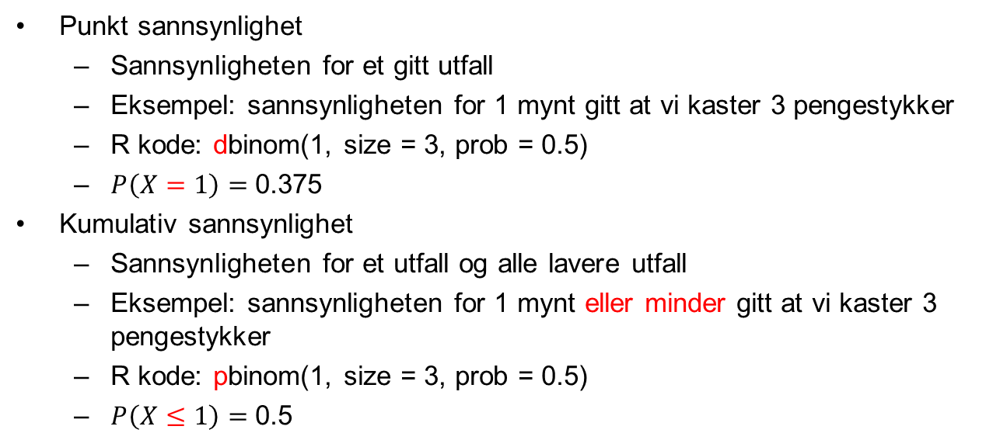 • Punkt sannsynlighet
– Sannsynligheten for et gitt utfall
– Eksempel: sannsynligheten for 1 mynt gitt at vi kaster 3 pengestykker
– R kode: dbinom(1, size = 3, prob = 0.5)
– P(X = 1) = 0.375
• Kumulativ sannsynlighet
– Sannsynligheten for et utfall og alle lavere utfall
– Eksempel: sannsynligheten for 1 mynt eller minder gitt at vi kaster 3
pengestykker
– R kode: pbinom(1, size = 3, prob = 0.5)
– P(X ≤ 1) = 0.5